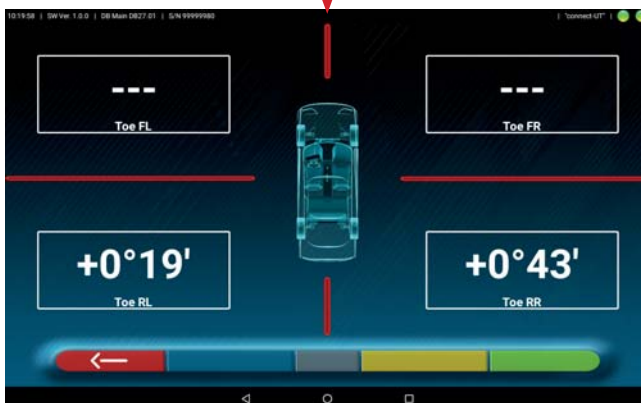 10:19:58 | SW Ver. 1.0.0 | DB Main DB27.01 | S/N 99999980
| "connect-UT" |
---
Toe FL
---
Toe FR
+0°19'
Toe RL
+0°43'
Toe RR